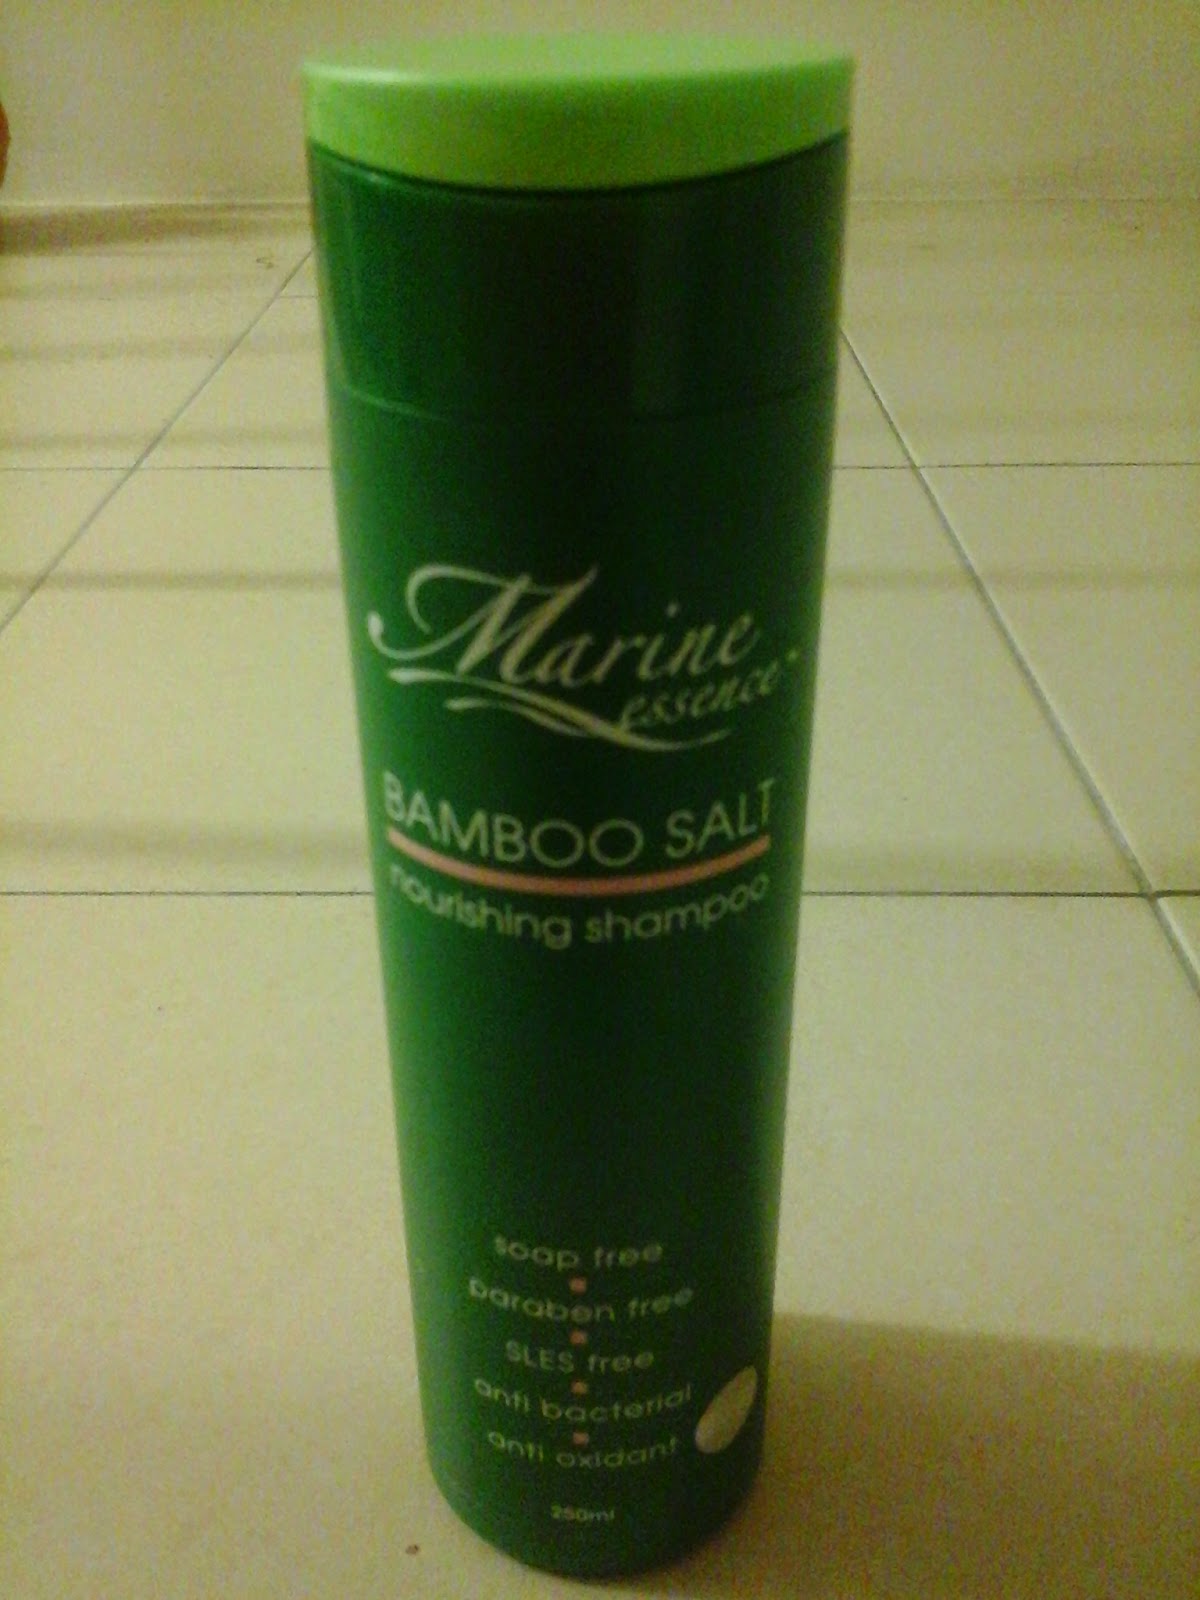 Marine
essence
BAMBOO SALT
nourishing shampoo
soap free
paraben free
SLES free
anti bacterial
anti oxidant
250ml